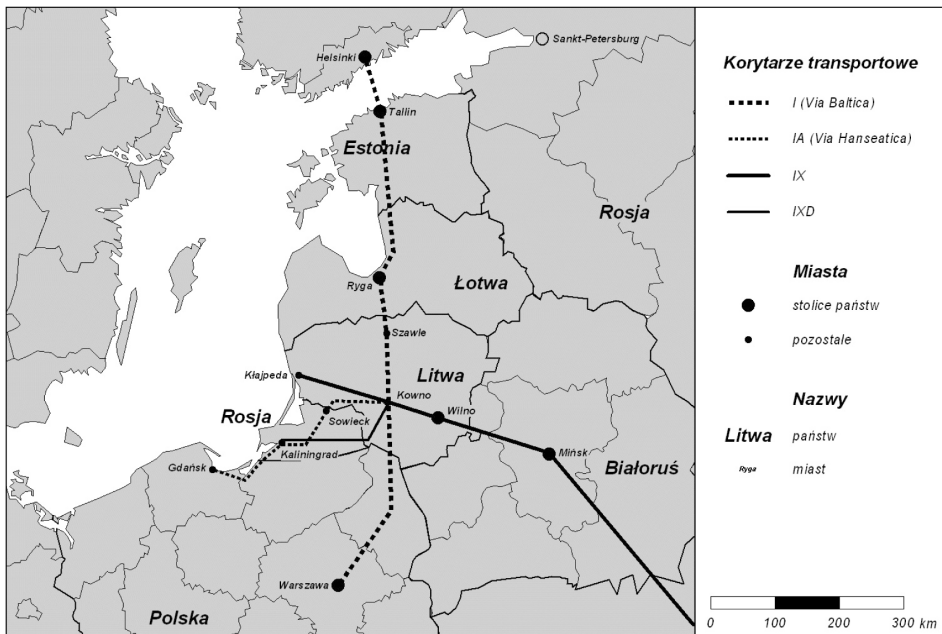 Helsinki
Sankt-Petersburg
Tallin
Estonia
Rosja
Ryga
Łotwa
Szawle
Kłajpeda
Litwa
Kowno
Rosja
Sowieck
Wilno
Kaliningrad
Mińsk
Gdańsk
Białoruś
Warszawa
Polska
Korytarze transportowe
I (Via Baltica)
IA (Via Hanseatica)
IX
IXD
Miasta
stolice państw
pozostale
Nazwy
Litwa państw
Ryga miast
0 100 200 300 km